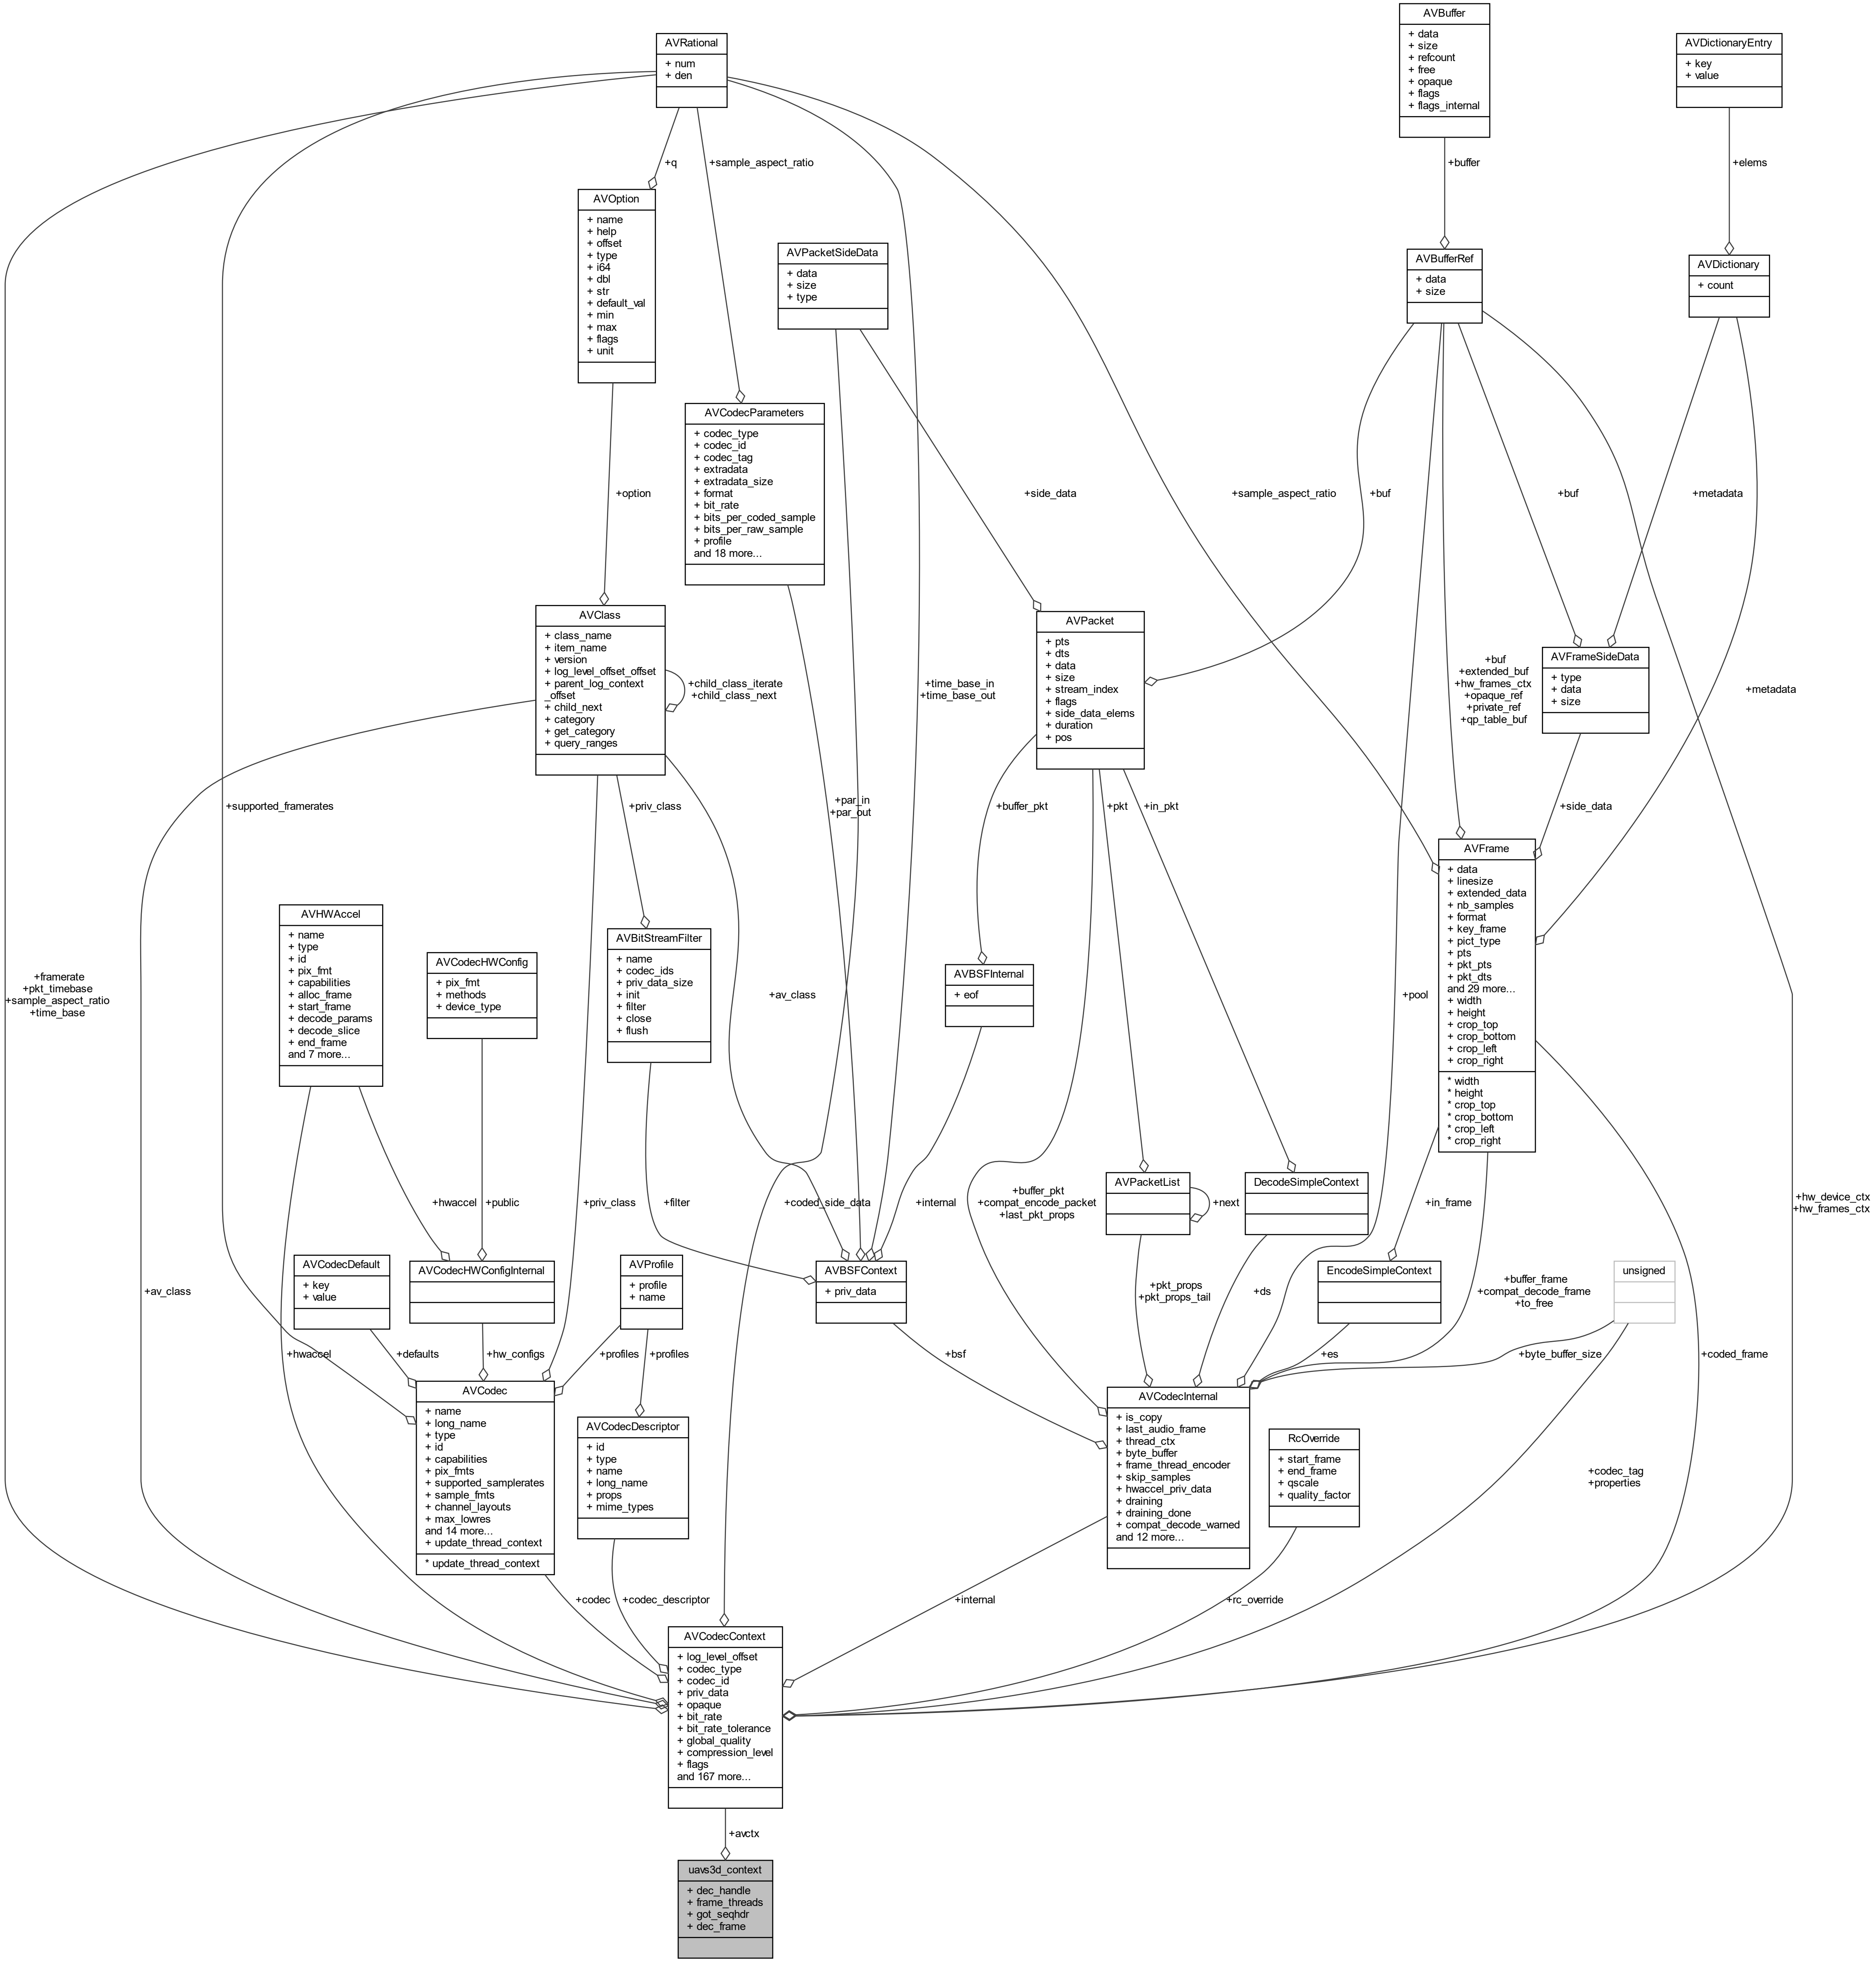 AVBuffer
+ data
+ size
+ refcount
+ free
+ opaque
+ flags
+ flags_internal
AVRational
+ num
+ den
AVDictionaryEntry
+ key
+ value
+q
+sample_aspect_ratio
+buffer
+elems
AVOption
+ name
+ help
+ offset
+ type
+ i64
+ dbl
+ str
+ default_val
+ min
+ max
+ flags
+ unit
AVPacketSideData
+ data
+ size
+ type
AVBufferRef
+ data
+ size
AVDictionary
+ count
AVCodecParameters
+ codec_type
+ codec_id
+ codec_tag
+ extradata
+ extradata_size
+ format
+ bit_rate
+ bits_per_coded_sample
+ bits_per_raw_sample
+ profile
and 18 more...
+option
+side_data
+sample_aspect_ratio
+buf
+buf
+metadata
AVClass
+ class_name
+ item_name
+ version
+ log_level_offset_offset
+ parent_log_context
_offset
+ child_next
+ category
+ get_category
+ query_ranges
+child_class_iterate
+child_class_next
+time_base_in
+time_base_out
AVPacket
+ pts
+ dts
+ data
+ size
+ stream_index
+ flags
+ side_data_elems
+ duration
+ pos
+buf
+extended_buf
+hw_frames_ctx
+opaque_ref
+private_ref
+qp_table_buf
AVFrameSideData
+ type
+ data
+ size
+metadata
+supported_framerates
+priv_class
+par_in
+par_out
+buffer_pkt
+pkt
+in_pkt
+side_data
AVFrame
+ data
+ linesize
+ extended_data
+ nb_samples
+ format
+ key_frame
+ pict_type
+ pts
+ pkt_pts
+ pkt_dts
and 29 more...
+ width
+ height
+ crop_top
+ crop_bottom
+ crop_left
+ crop_right
* width
* height
* crop_top
* crop_bottom
* crop_left
* crop_right
+framerate
+pkt_timebase
+sample_aspect_ratio
+time_base
AVHWAccel
+ name
+ type
+ id
+ pix_fmt
+ capabilities
+ alloc_frame
+ start_frame
+ decode_params
+ decode_slice
+ end_frame
and 7 more...
AVCodecHWConfig
+ pix_fmt
+ methods
+ device_type
AVBitStreamFilter
+ name
+ codec_ids
+ priv_data_size
+ init
+ filter
+ close
+ flush
+av_class
AVBSFInternal
+ eof
+pool
+hwaccel
+public
+priv_class
+filter
+coded_side_data
+internal
+buffer_pkt
+compat_encode_packet
+last_pkt_props
AVPacketList
+next
DecodeSimpleContext
+in_frame
+hw_device_ctx
+hw_frames_ctx
+av_class
AVCodecDefault
+ key
+ value
AVCodecHWConfigInternal
AVProfile
+ profile
+ name
AVBSFContext
+ priv_data
+pkt_props
+pkt_props_tail
+ds
EncodeSimpleContext
+buffer_frame
+compat_decode_frame
+to_free
unsigned
+hwaccel
+defaults
+hw_configs
+profiles
+profiles
+bsf
+es
+byte_buffer_size
+coded_frame
AVCodec
+ name
+ long_name
+ type
+ id
+ capabilities
+ pix_fmts
+ supported_samplerates
+ sample_fmts
+ channel_layouts
+ max_lowres
and 14 more...
+ update_thread_context
* update_thread_context
AVCodecDescriptor
+ id
+ type
+ name
+ long_name
+ props
+ mime_types
AVCodecInternal
+ is_copy
+ last_audio_frame
+ thread_ctx
+ byte_buffer
+ frame_thread_encoder
+ skip_samples
+ hwaccel_priv_data
+ draining
+ draining_done
+ compat_decode_warned
and 12 more...
RcOverride
+ start_frame
+ end_frame
+ qscale
+ quality_factor
+codec_tag
+properties
+codec
+codec_descriptor
+internal
+rc_override
AVCodecContext
+ log_level_offset
+ codec_type
+ codec_id
+ priv_data
+ opaque
+ bit_rate
+ bit_rate_tolerance
+ global_quality
+ compression_level
+ flags
and 167 more...
+avctx
uavs3d_context
+ dec_handle
+ frame_threads
+ got_seqhdr
+ dec_frame